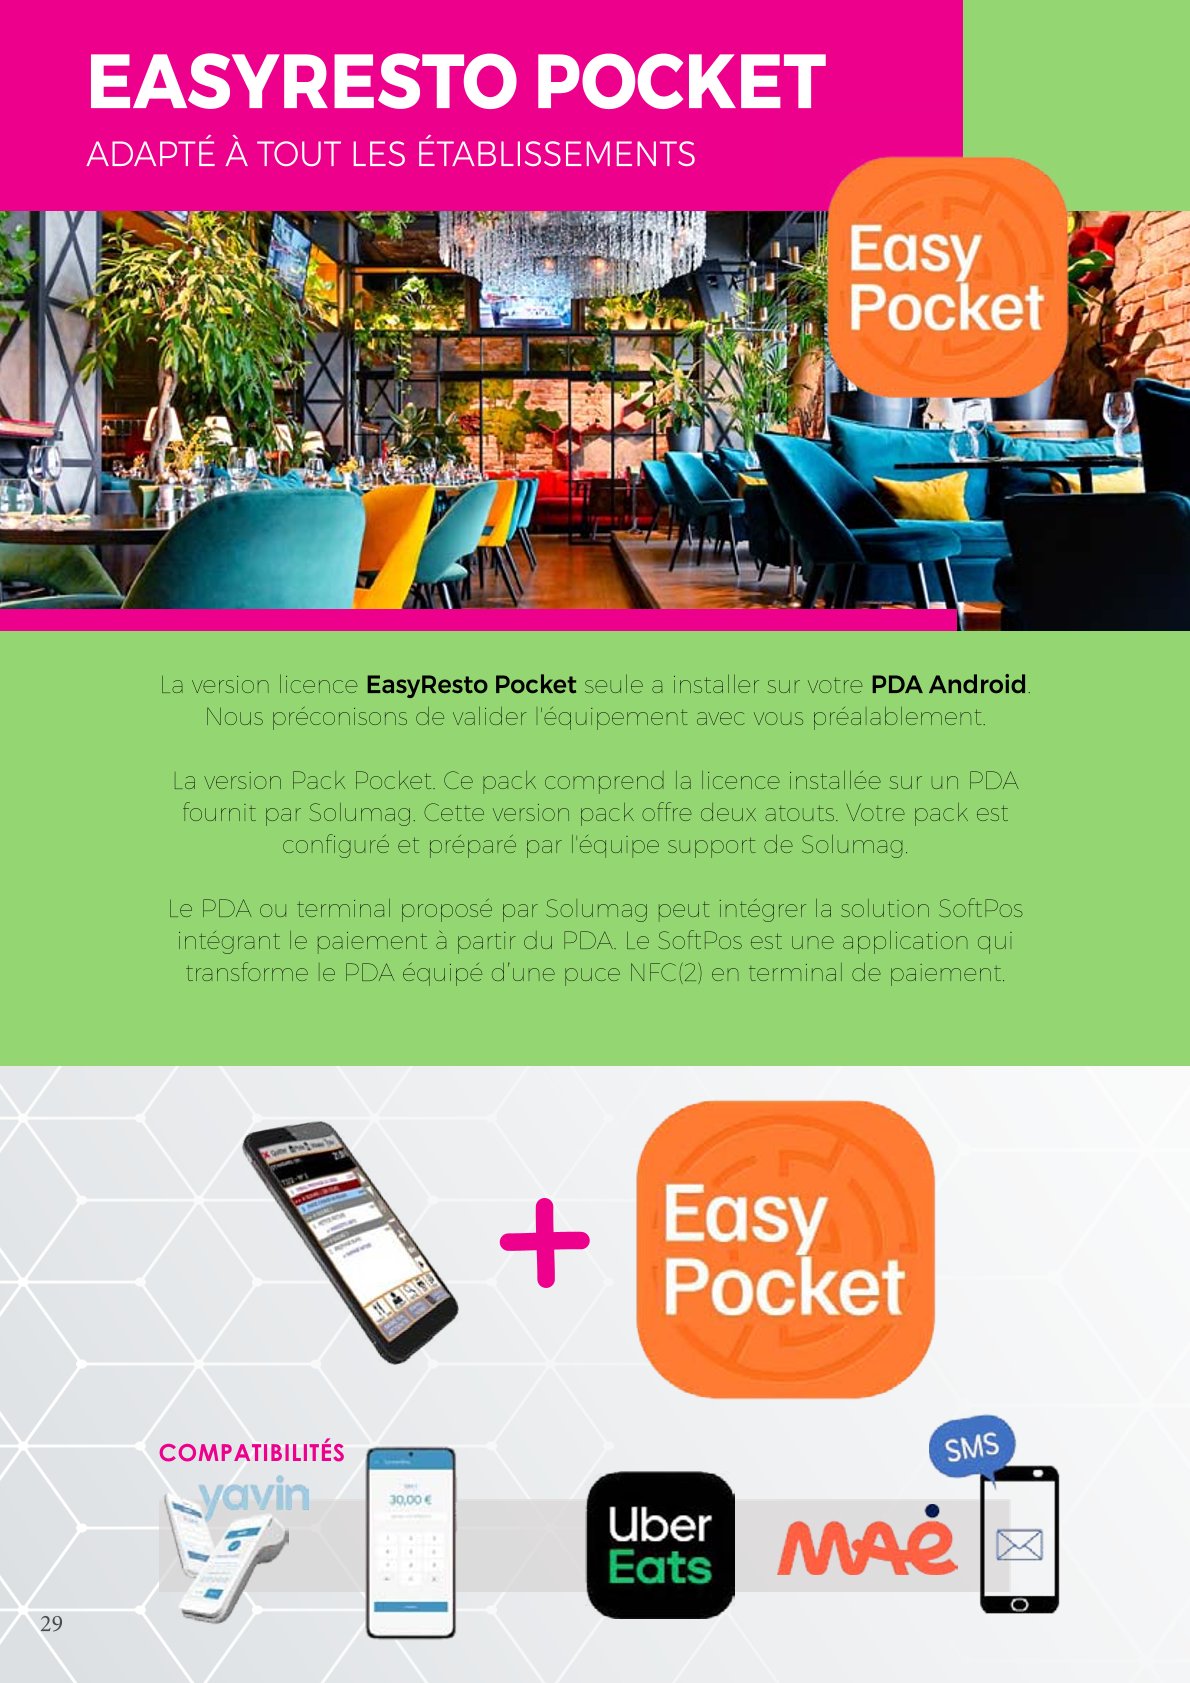 EASYRESTO POCKET
ADAPTÉ À TOUT LES ÉTABLISSEMENTS
Easy
Pocket
La version licence EasyResto Pocket seule a installer sur votre PDA Android.
Nous préconisons de valider l'équipement avec vous préalablement.
La version Pack Pocket. Ce pack comprend la licence installée sur un PDA
fournit par Solumag. Cette version pack offre deux atouts. Votre pack est
configuré et préparé par l'équipe support de Solumag.
Le PDA ou terminal proposé par Solumag peut intégrer la solution SoftPos
intégrant le paiement à partir du PDA. Le SoftPos est une application qui
transforme le PDA équipé d’une puce NFC(2) en terminal de paiement.
Easy
Pocket
COMPATIBILITÉS
yavin
30,00 €
Uber
Eats
MAė
SMS
29